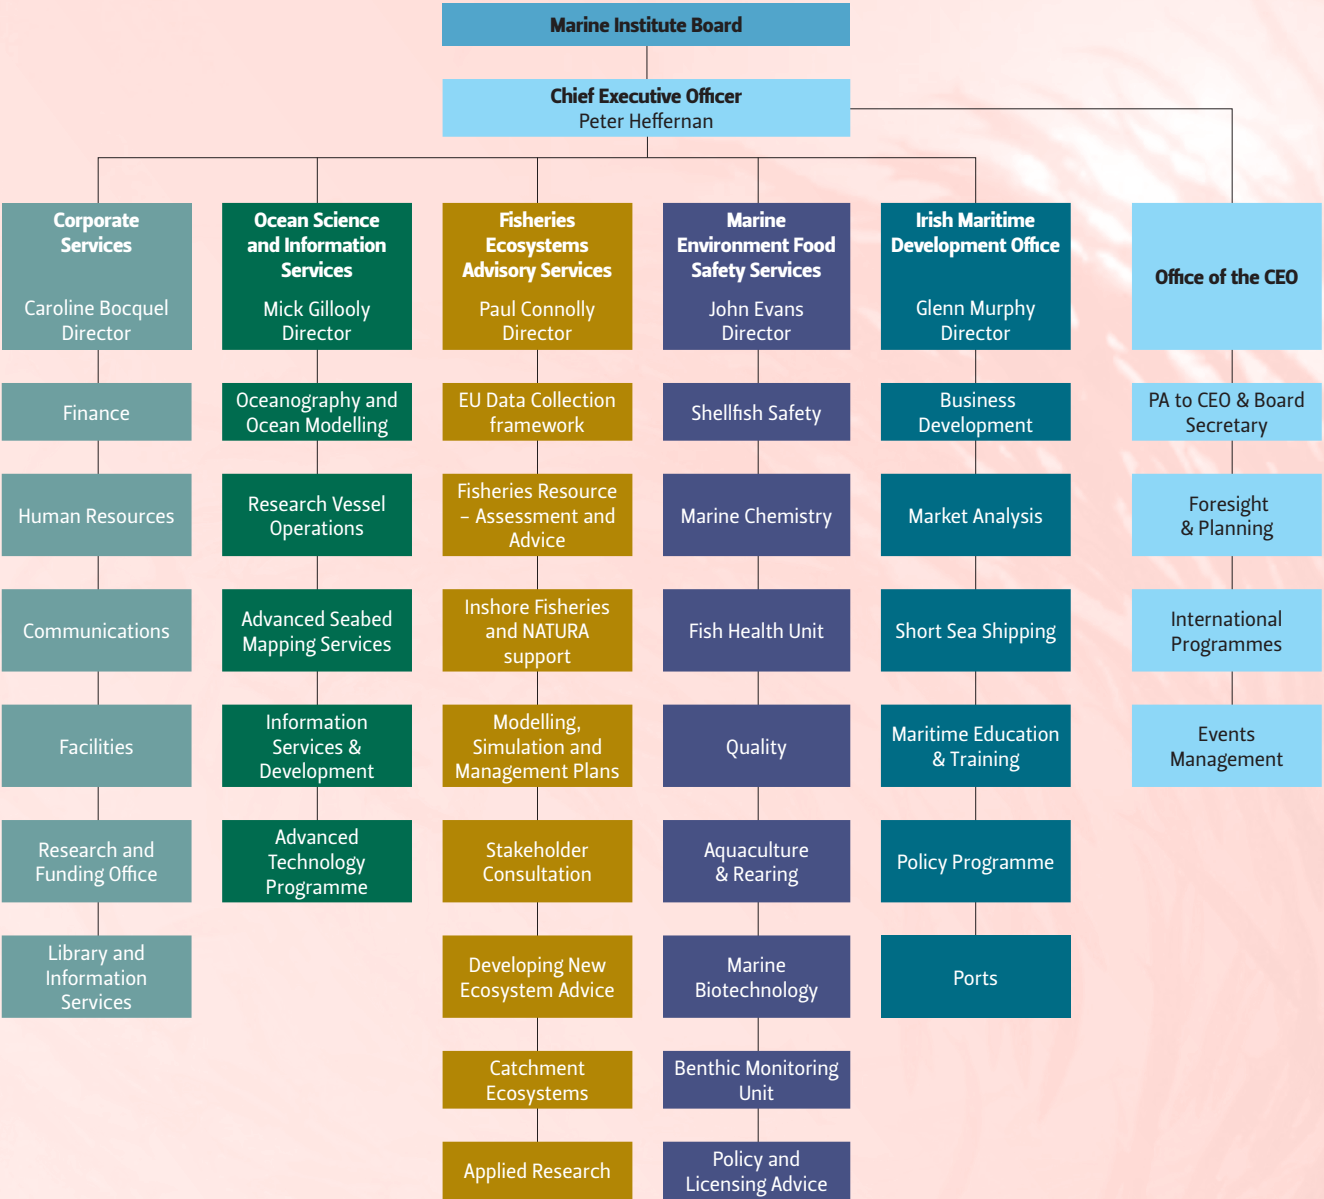 Marine Institute Board
Chief Executive Officer
Peter Heffernan
Corporate
Services
Caroline Bocquel
Director
Finance
Human Resources
Communications
Facilities
Research and
Funding Office
Library and
Information
Services
Ocean Science
and Information
Services
Mick Gillooly
Director
Oceanography and
Ocean Modelling
Research Vessel
Operations
Advanced Seabed
Mapping Services
Information
Services &
Development
Advanced
Technology
Programme
Fisheries
Ecosystems
Advisory Services
Paul Connolly
Director
EU Data Collection
framework
Fisheries Resource
– Assessment and
Advice
Inshore Fisheries
and NATURA
support
Modelling,
Simulation and
Management Plans
Stakeholder
Consultation
Developing New
Ecosystem Advice
Catchment
Ecosystems
Applied Research
Marine
Environment Food
Safety Services
John Evans
Director
Shellfish Safety
Marine Chemistry
Fish Health Unit
Quality
Aquaculture
& Rearing
Marine
Biotechnology
Benthic Monitoring
Unit
Policy and
Licensing Advice
Irish Maritime
Development Office
Glenn Murphy
Director
Business
Development
Market Analysis
Short Sea Shipping
Maritime Education
& Training
Policy Programme
Ports
Office of the CEO
PA to CEO & Board
Secretary
Foresight
& Planning
International
Programmes
Events
Management